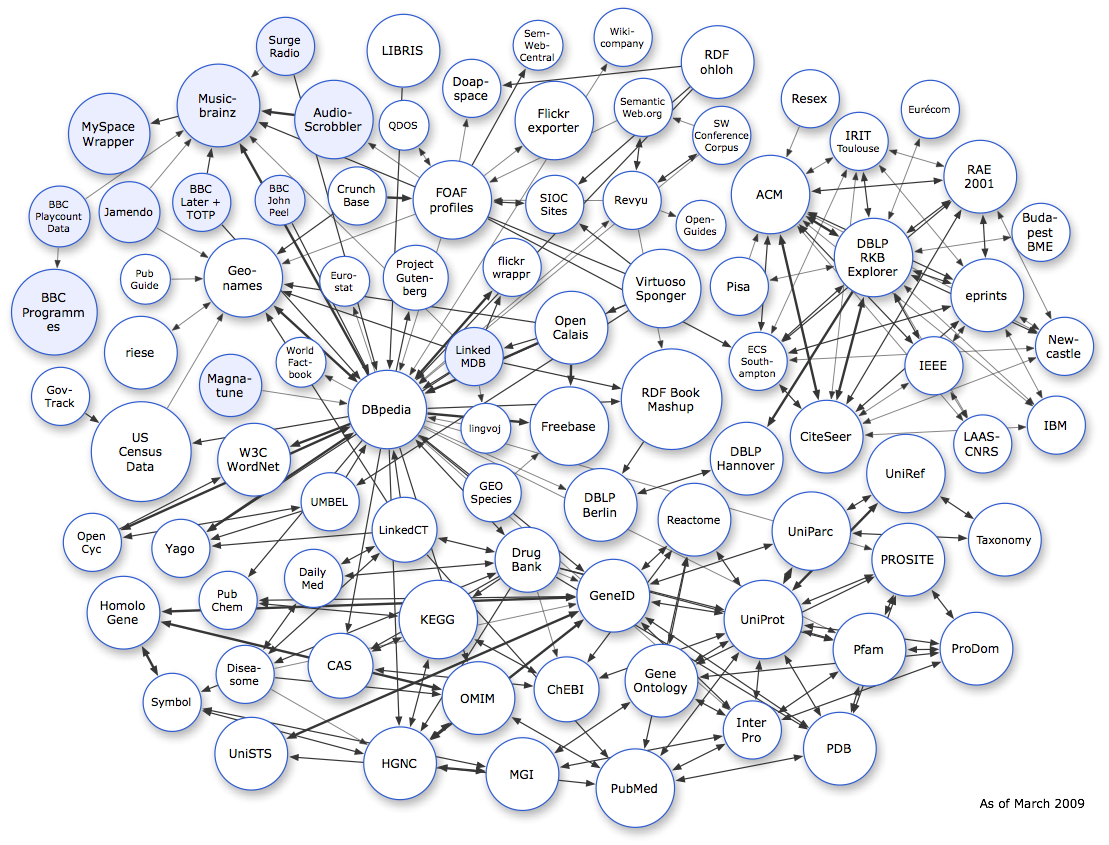 Surge
Radio
LIBRIS
Sem-
Web-
Central
Wiki-
company
RDF
ohloh
Doap-
space
Music-
brainz
MySpace
Wrapper
Audio-
Scrobbler
QDOS
Flickr
exporter
Semantic
Web.org
SW
Conference
Corpus
Resex
Eurécom
IRIT
Toulouse
RAE
2001
ACM
BBC
Playcount
Data
Jamendo
BBC
Later +
TOTP
BBC
John
Peel
Crunch
Base
FOAF
profiles
SIOC
Sites
Revyu
Open-
Guides
Buda-
pest
BME
DBLP
RKB
Explorer
Pub
Guide
Geo-
names
Euro-
stat
Project
Guten-
berg
flickr
wrappr
Virtuoso
Sponger
Pisa
eprints
BBC
Programm
es
riese
Open
Calais
World
Fact-
book
Linked
MDB
ECS
South-
ampton
IEEE
New-
castle
Gov-
Track
Magna-
tune
DBpedia
RDF Book
Mashup
US
Census
Data
W3C
WordNet
lingvoj
Freebase
DBLP
Hannover
CiteSeer
LAAS-
CNRS
IBM
Open
Cyc
Yago
UMBEL
LinkedCT
GEO
Species
DBLP
Berlin
Reactome
UniParc
UniRef
Taxonomy
PROSITE
Homolo
Gene
Pub
Chem
Daily
Med
Drug
Bank
KEGG
GeneID
UniProt
Pfam
ProDom
Symbol
Disea-
some
CAS
OMIM
ChEBI
Gene
Ontology
Inter
Pro
PDB
UniSTS
HGNC
MGI
PubMed
As of March 2009